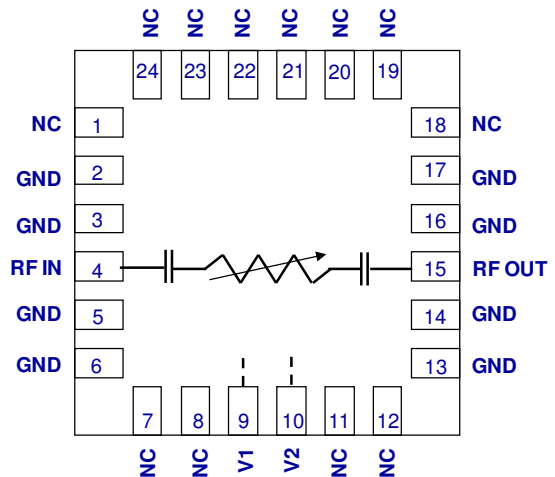 NC NC NC NC NC NC
24 23 22 21 20 19
NC 1 18 NC
GND 2 17 GND
GND 3 16 GND
RF IN 4 15 RF OUT
GND 5 14 GND
GND 6 13 GND
7 8 9 10 11 12
NC NC V1 V2 NC NC